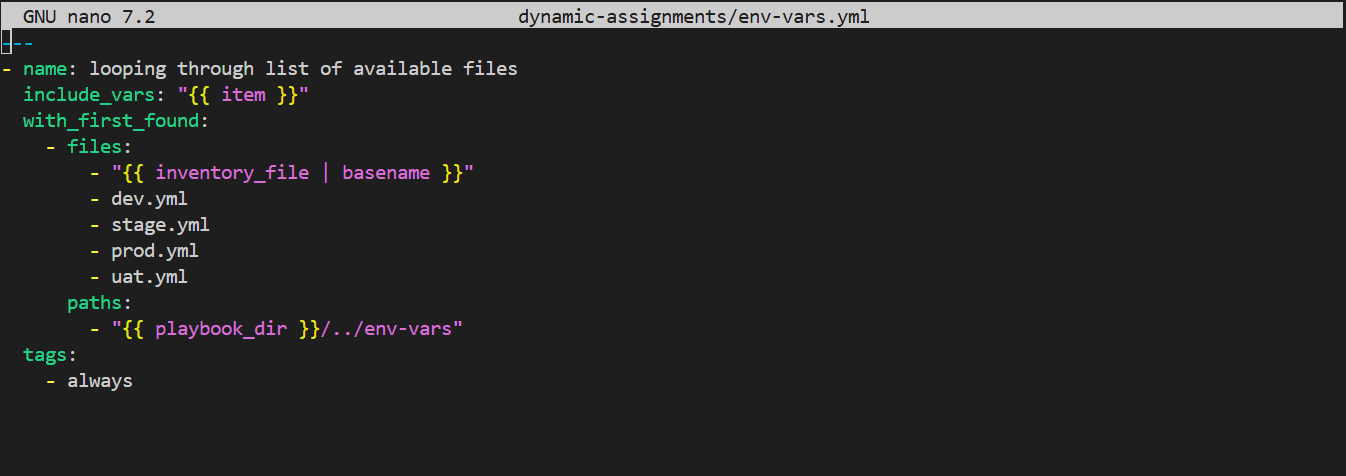 GNU nano 7.2 dynamic-assignments/env-vars.yml
---
- name: looping through list of available files
  include_vars: "{{ item }}"
  with_first_found:
    - files:
        - "{{ inventory_file | basename }}"
        - dev.yml
        - stage.yml
        - prod.yml
        - uat.yml
      paths:
        - "{{ playbook_dir }}/../env-vars"
  tags:
    - always